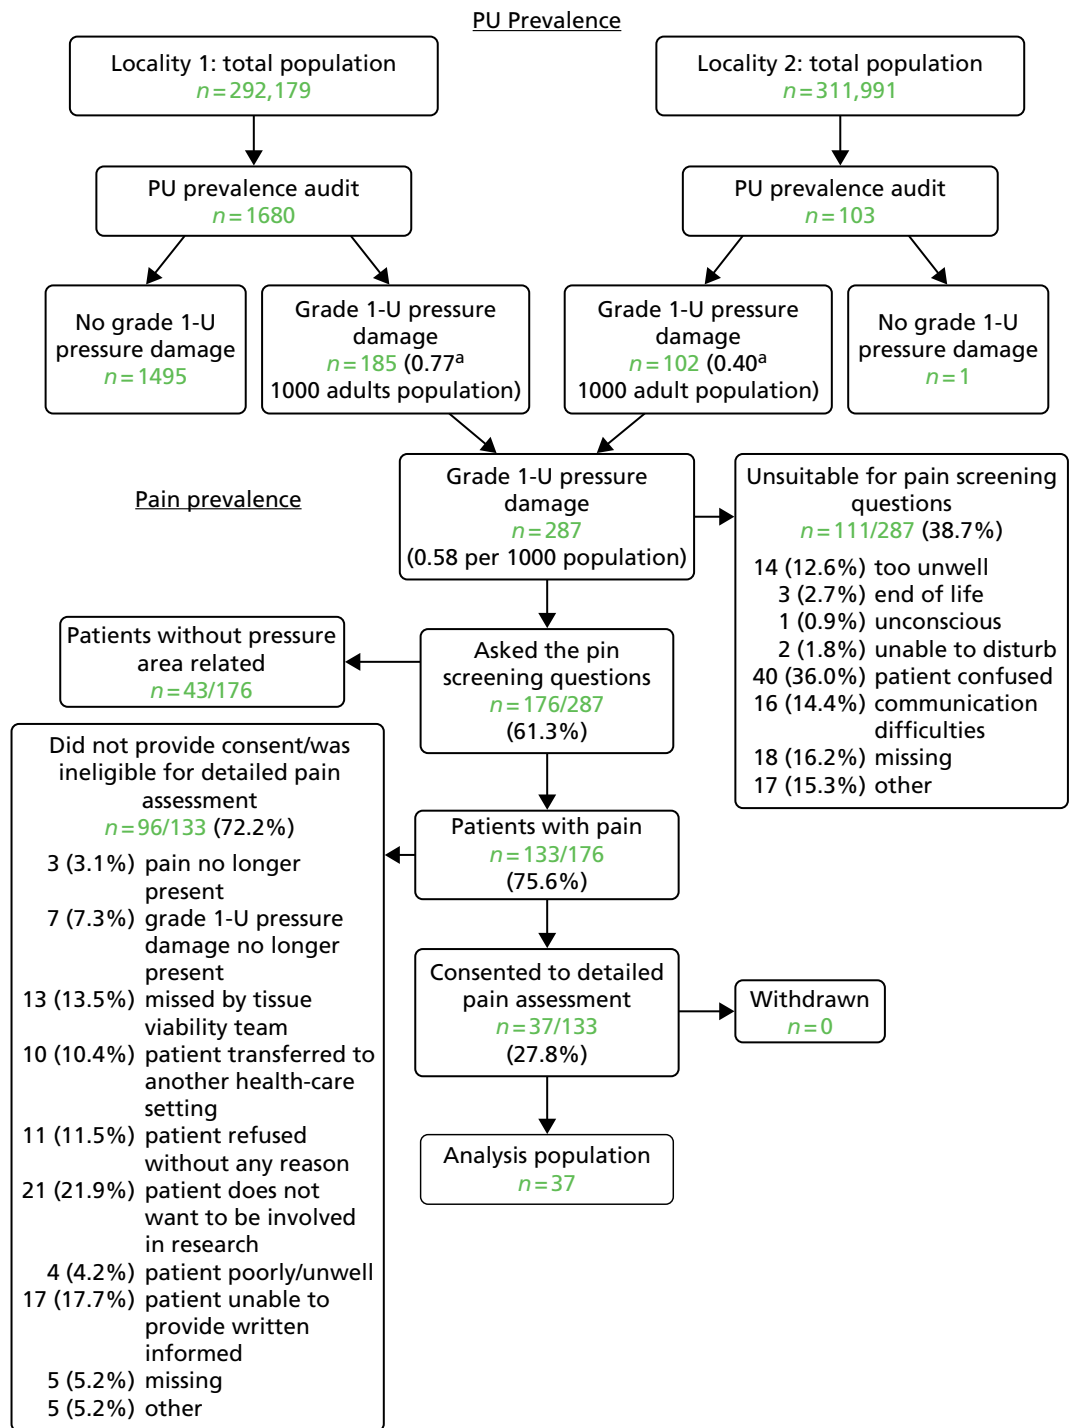 PU Prevalence
Locality 1: total population
n=292,179
Locality 2: total population
n=311,991
PU prevalence audit
n=1680
PU prevalence audit
n=103
No grade 1-U
pressure damage
n=1495
Grade 1-U pressure
damage
n=185 (0.77a
1000 adults population)
Grade 1-U pressure
damage
n=102 (0.40a
1000 adult population)
No grade 1-U
pressure damage
n=1
Pain prevalence
Grade 1-U pressure
damage
n=287
(0.58 per 1000 population)
Unsuitable for pain screening
questions
n=111/287 (38.7%)
14 (12.6%) too unwell
3 (2.7%) end of life
1 (0.9%) unconscious
2 (1.8%) unable to disturb
40 (36.0%) patient confused
16 (14.4%) communication
difficulties
18 (16.2%) missing
17 (15.3%) other
Patients without pressure
area related
n=43/176
Asked the pin
screening questions
n=176/287
(61.3%)
Did not provide consent/was
ineligible for detailed pain
assessment
n=96/133 (72.2%)
3 (3.1%) pain no longer
present
7 (7.3%) grade 1-U pressure
damage no longer
present
13 (13.5%) missed by tissue
viability team
10 (10.4%) patient transferred to
another health-care
setting
11 (11.5%) patient refused
without any reason
21 (21.9%) patient does not
want to be involved
in research
4 (4.2%) patient poorly/unwell
17 (17.7%) patient unable to
provide written
informed
5 (5.2%) missing
5 (5.2%) other
Patients with pain
n=133/176
(75.6%)
Consented to detailed
pain assessment
n=37/133
(27.8%)
Withdrawn
n=0
Analysis population
n=37